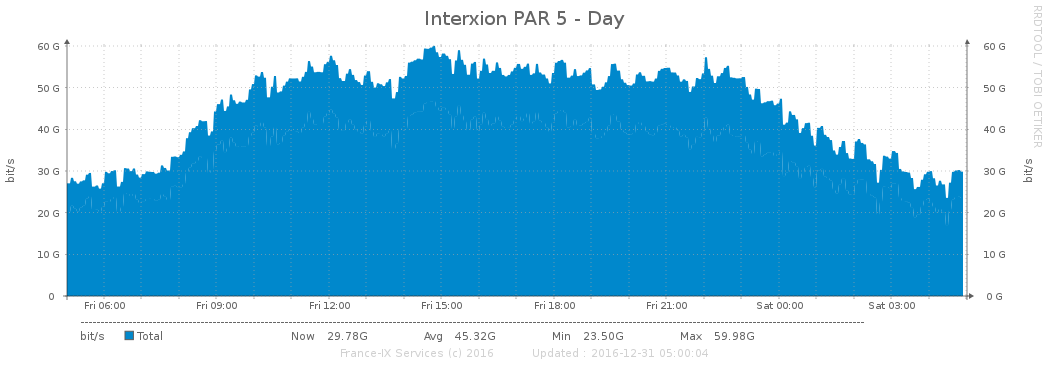 Interxion PAR 5 - Day
RRDTOOL / TOBI OETIKER
60 G 60 G
50 G 50 G
40 G 40 G
30 G 30 G
20 G 20 G
10 G 10 G
0 0 G
bit/s bit/s
Fri 06:00 Fri 09:00 Fri 12:00 Fri 15:00 Fri 18:00 Fri 21:00 Sat 00:00 Sat 03:00
bit/s Total Now 29.78G Avg 45.32G Min 23.50G Max 59.98G
France-IX Services (c) 2016 Updated : 2016-12-31 05:00:04